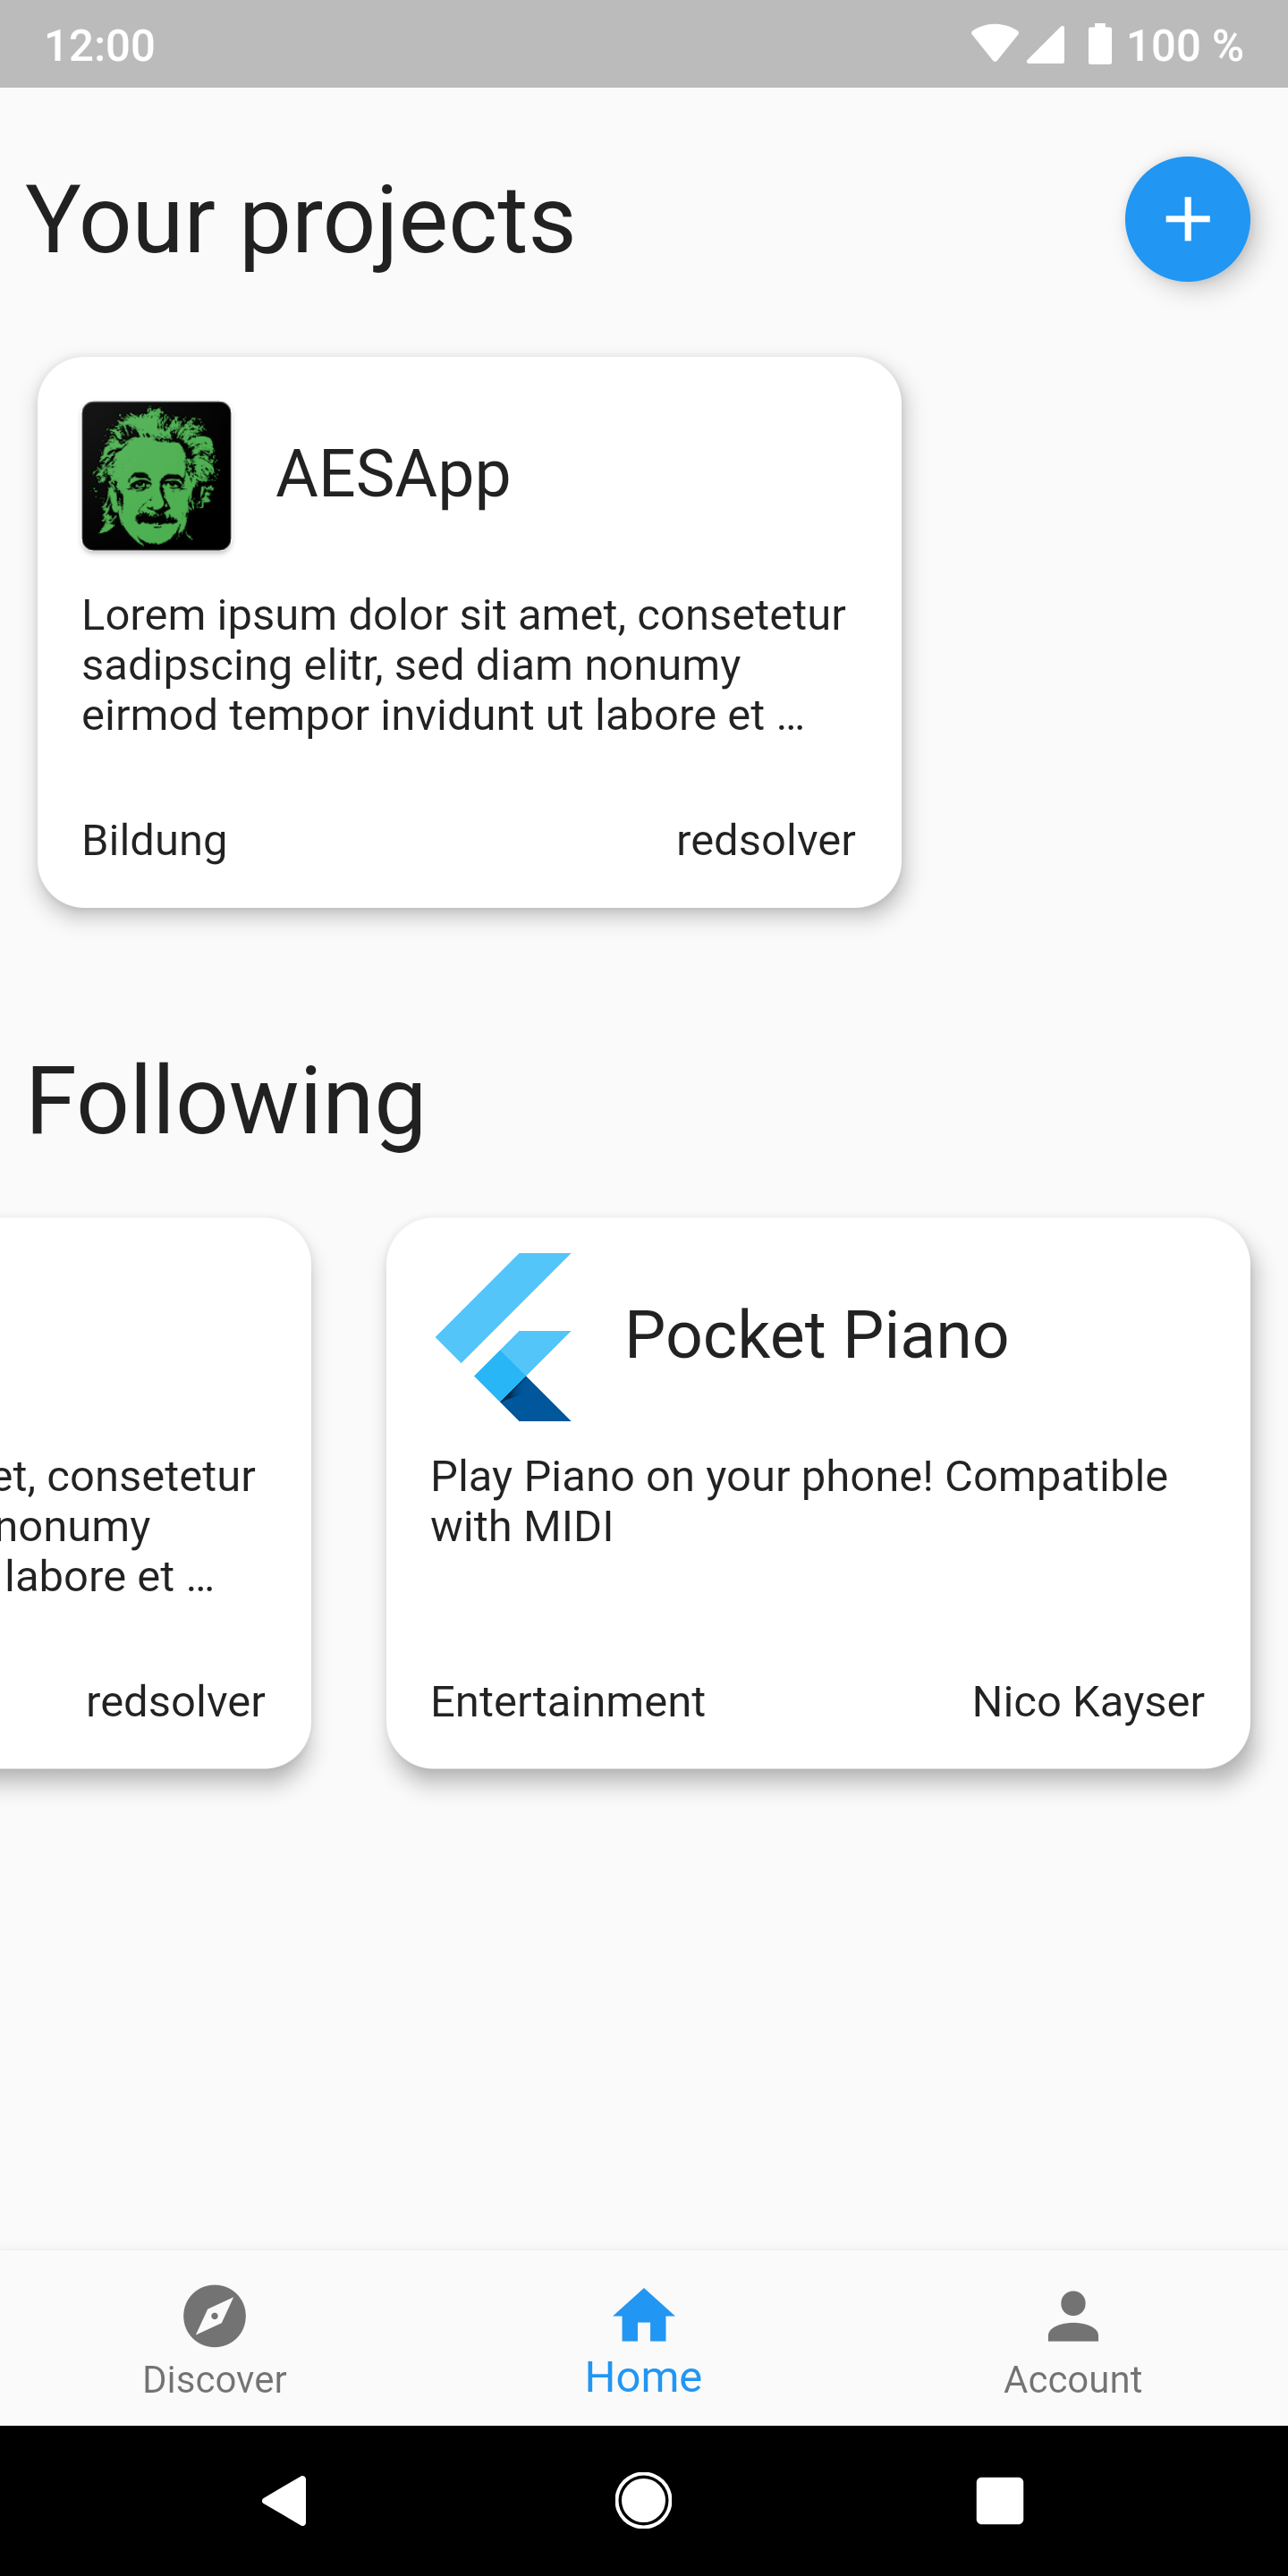 12:00
100 %
Your projects
AESApp
Lorem ipsum dolor sit amet, consetetur
sadipscing elitr, sed diam nonumy
eirmod tempor invidunt ut labore et ...
Bildung
redsolver
Following
et, consetetur
nonumy
labore et ...
redsolver
Pocket Piano
Play Piano on your phone! Compatible
with MIDI
Entertainment
Nico Kayser
Discover
Home
Account